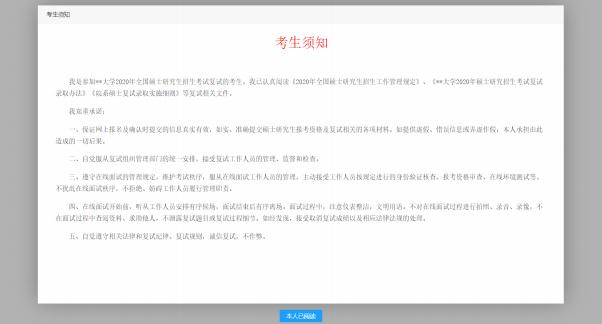 考生须知
考生须知
我是参加**大学2020年全国硕士研究生招生考试复试的考生，我已认真阅读《2020年全国硕士研究生招生工作管理规定》、《**大学2020年硕士研究招生考试复试
录取办法》《院系硕士复试录取实施细则》等复试相关文件。
我郑重承诺：
一、保证网上报名及确认时提交的信息真实有效，如实、准确提交硕士研究生报考资格及复试相关的各项材料。如提供虚假、错误信息或弄虚作假，本人承担由此
造成的一切后果。
二、自觉服从复试组织管理部门的统一安排，接受复试工作人员的管理、监督和检查。
三、遵守在线面试的管理规定，维护考试秩序，服从在线面试工作人员的管理，主动接受工作人员按规定进行的身份验证核查、报考资格审查、在线环境测试等。
不扰乱在线面试秩序，不拒绝、妨碍工作人员履行管理职责。
四、在线面试开始前，听从工作人员安排有序候场，面试结束后有序离场。面试过程中，注意仪表整洁，文明用语。不对在线面试过程进行拍照、录音、录像，不
在面试过程中查阅资料、求助他人，不泄露复试题目或复试过程细节。如经发现，接受取消复试成绩以及相应法律法规的处理。
五、自觉遵守相关法律和复试纪律、复试规则，诚信复试、不作弊。
本人已阅读